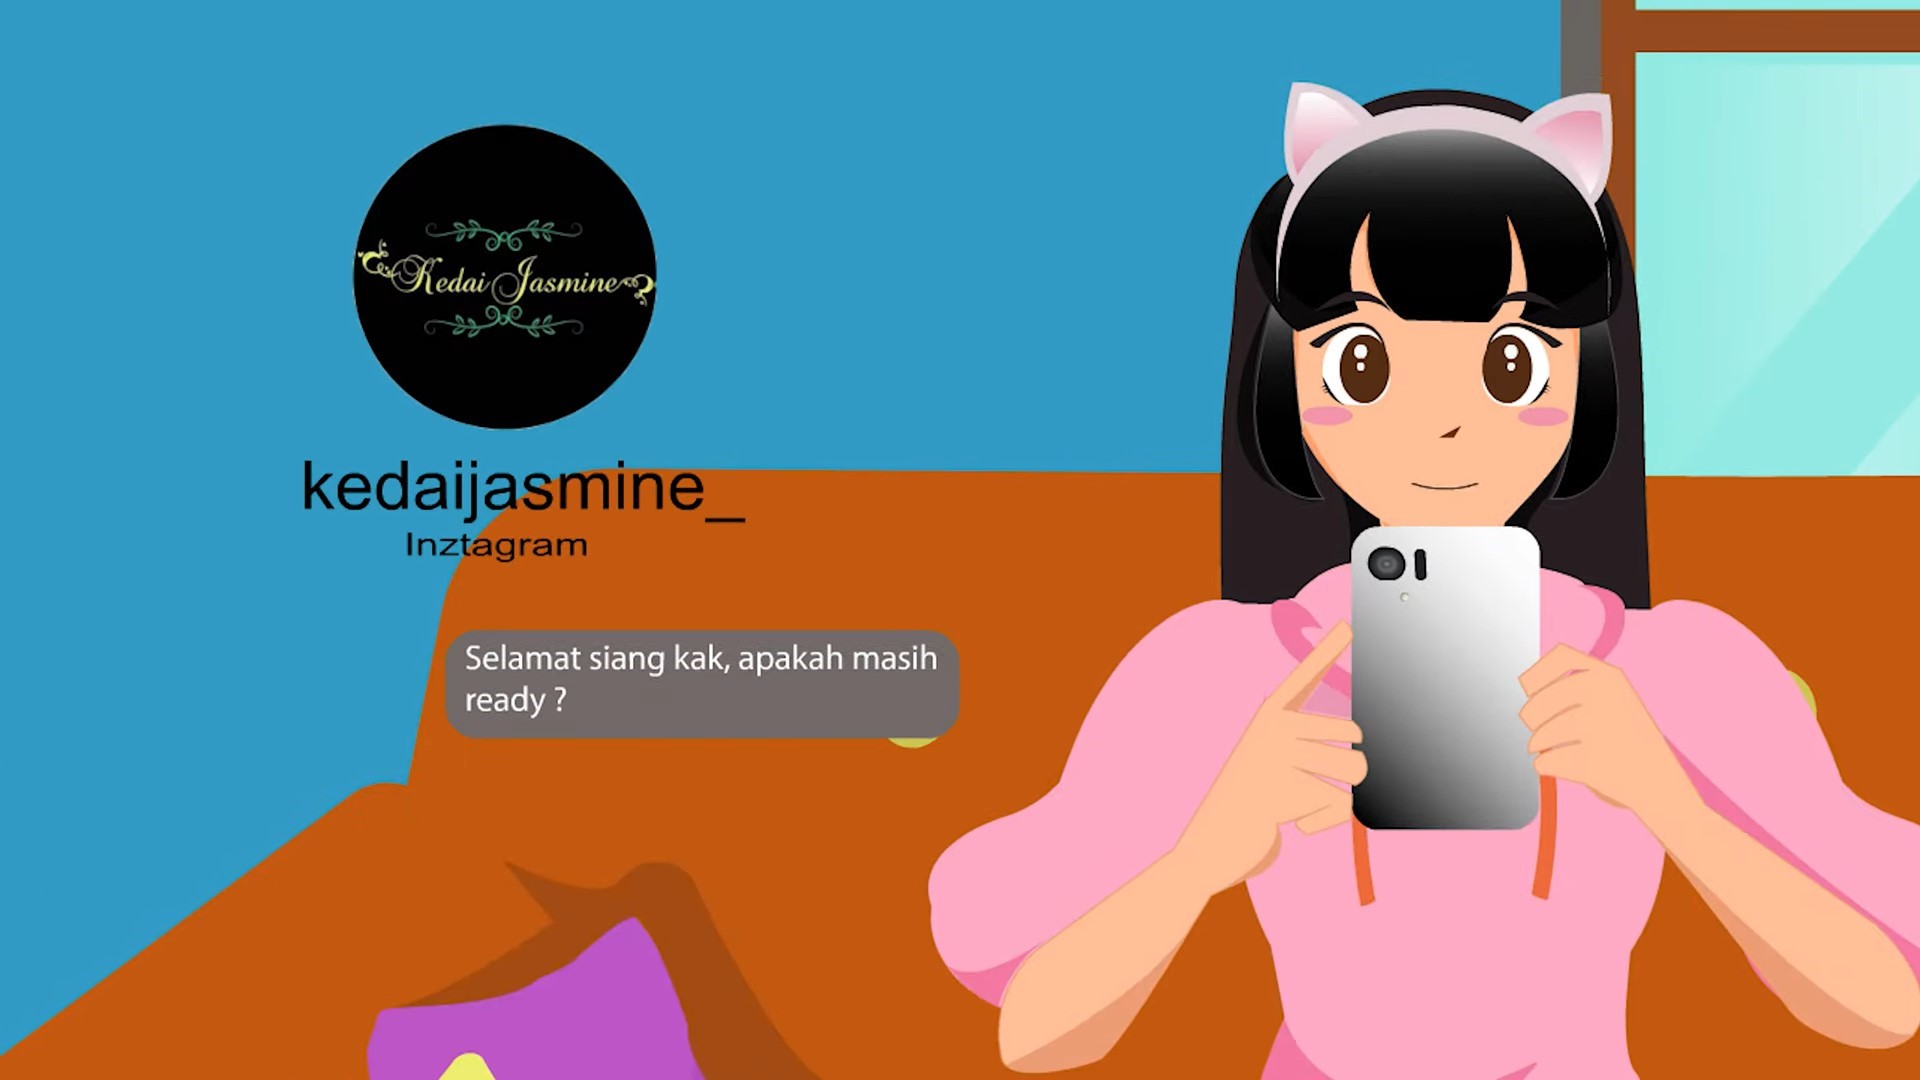 Kedai Jasmine
kedaijasmine_
Inztagram
Selamat siang kak, apakah masih
ready ?